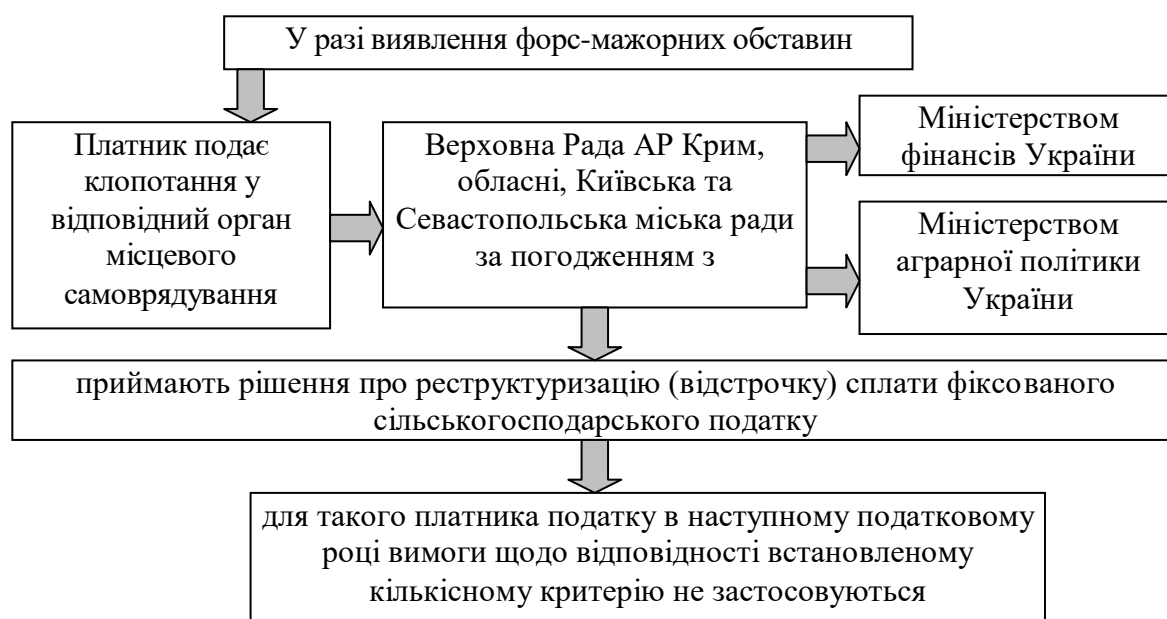 У разі виявлення форс-мажорних обставин
Платник подає
клопотання у
відповідний орган
місцевого
самоврядування
Верховна Рада АР Крим,
обласні, Київська та
Севастопольська міська ради
за погодженням з
Міністерством
фінансів України
Міністерством
аграрної політики
України
приймають рішення про реструктуризацію (відстрочку) сплати фіксованого
сільськогосподарського податку
для такого платника податку в наступному податковому
році вимоги щодо відповідності встановленому
кількісному критерію не застосовуються